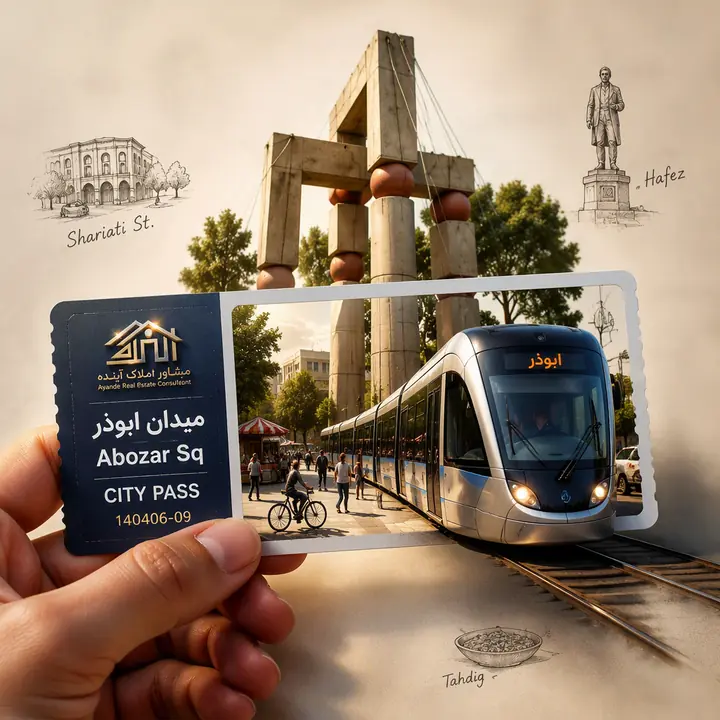 Shariati St.
Hafez
مشاور املاک آینده
Ayande Real Estate Consultant
میدان ابوذر
Abozar Sq
CITY PASS
140406-09
ابوذر
Tahdig